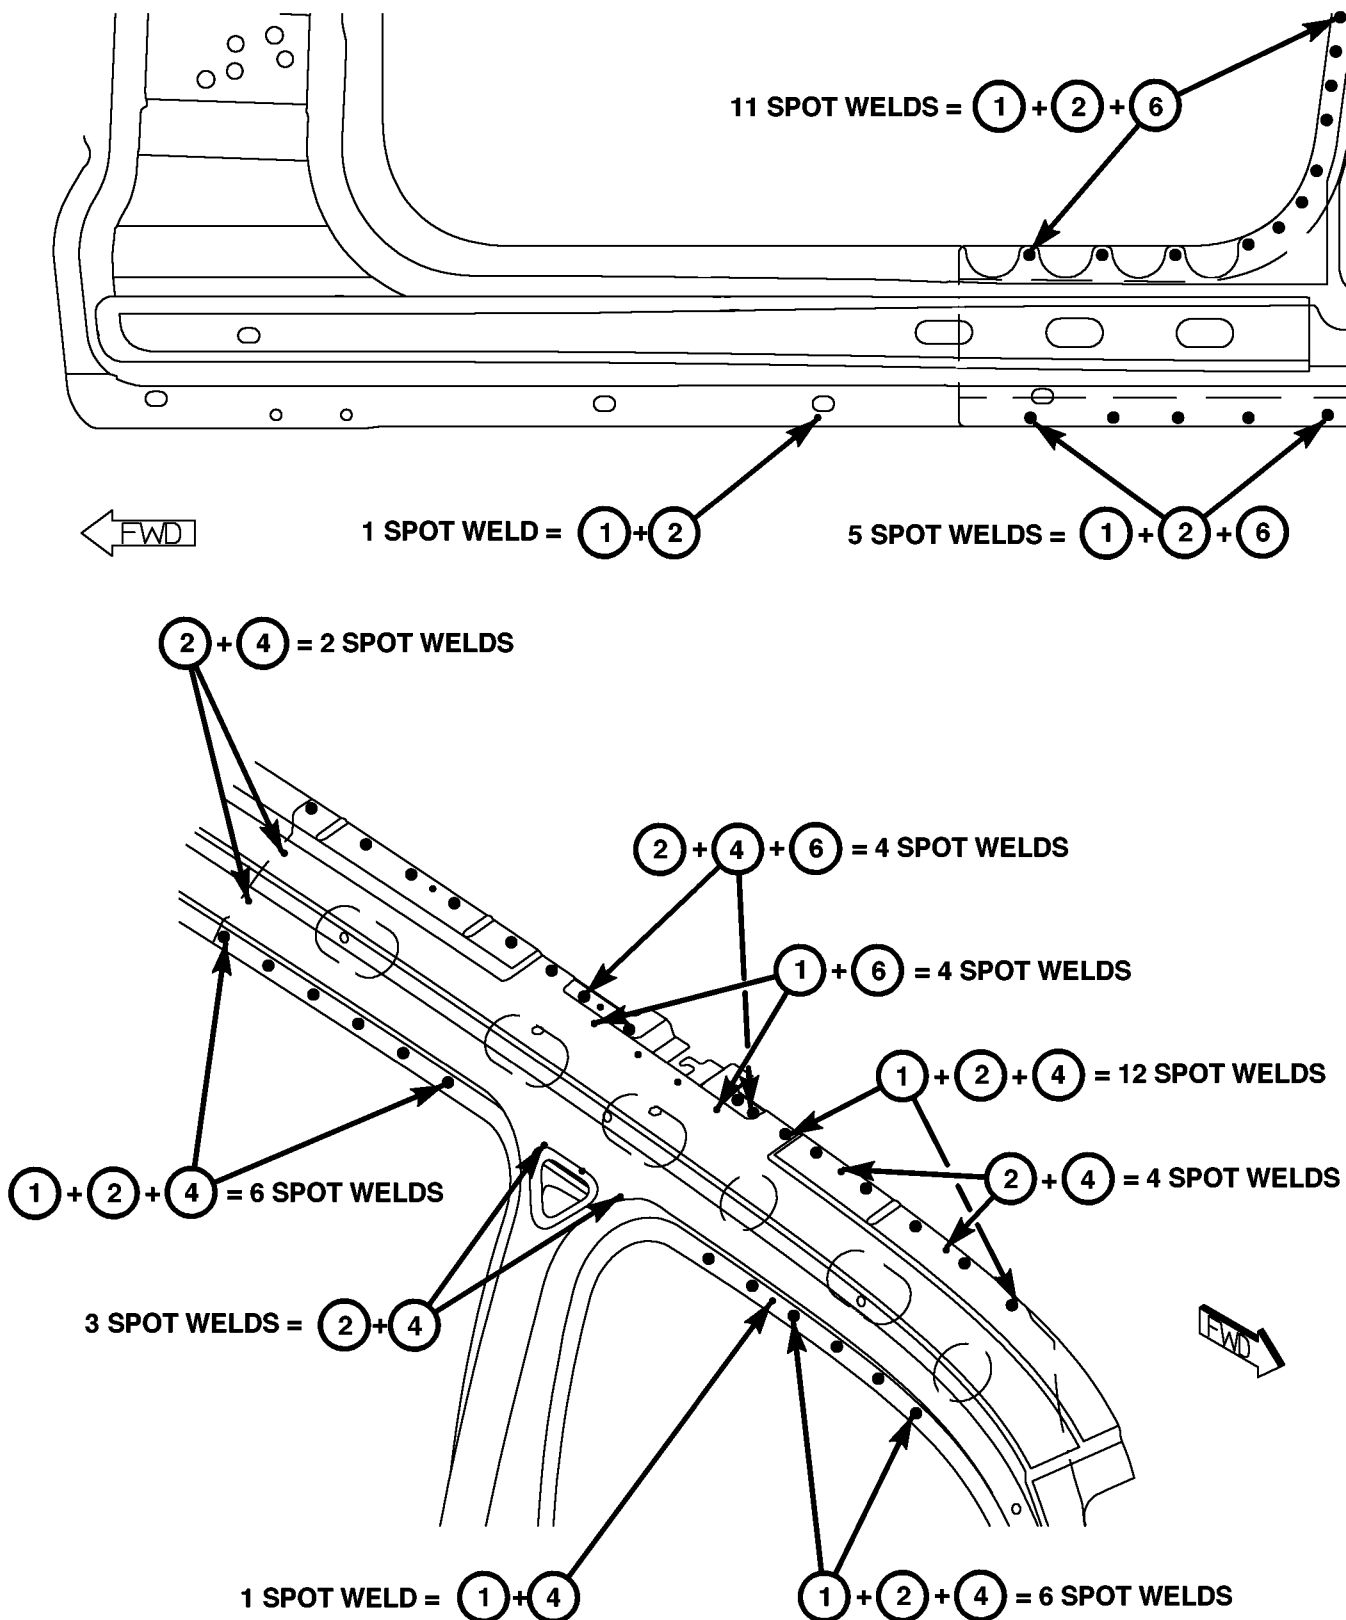 11 SPOT WELDS = 1 + 2 + 6
FWD
1 SPOT WELD = 1 + 2
5 SPOT WELDS = 1 + 2 + 6
2 + 4 = 2 SPOT WELDS
2 + 4 + 6 = 4 SPOT WELDS
1 + 6 = 4 SPOT WELDS
1 + 2 + 4 = 12 SPOT WELDS
2 + 4 = 4 SPOT WELDS
1 + 2 + 4 = 6 SPOT WELDS
3 SPOT WELDS = 2 + 4
FWD
1 SPOT WELD = 1 + 4
1 + 2 + 4 = 6 SPOT WELDS